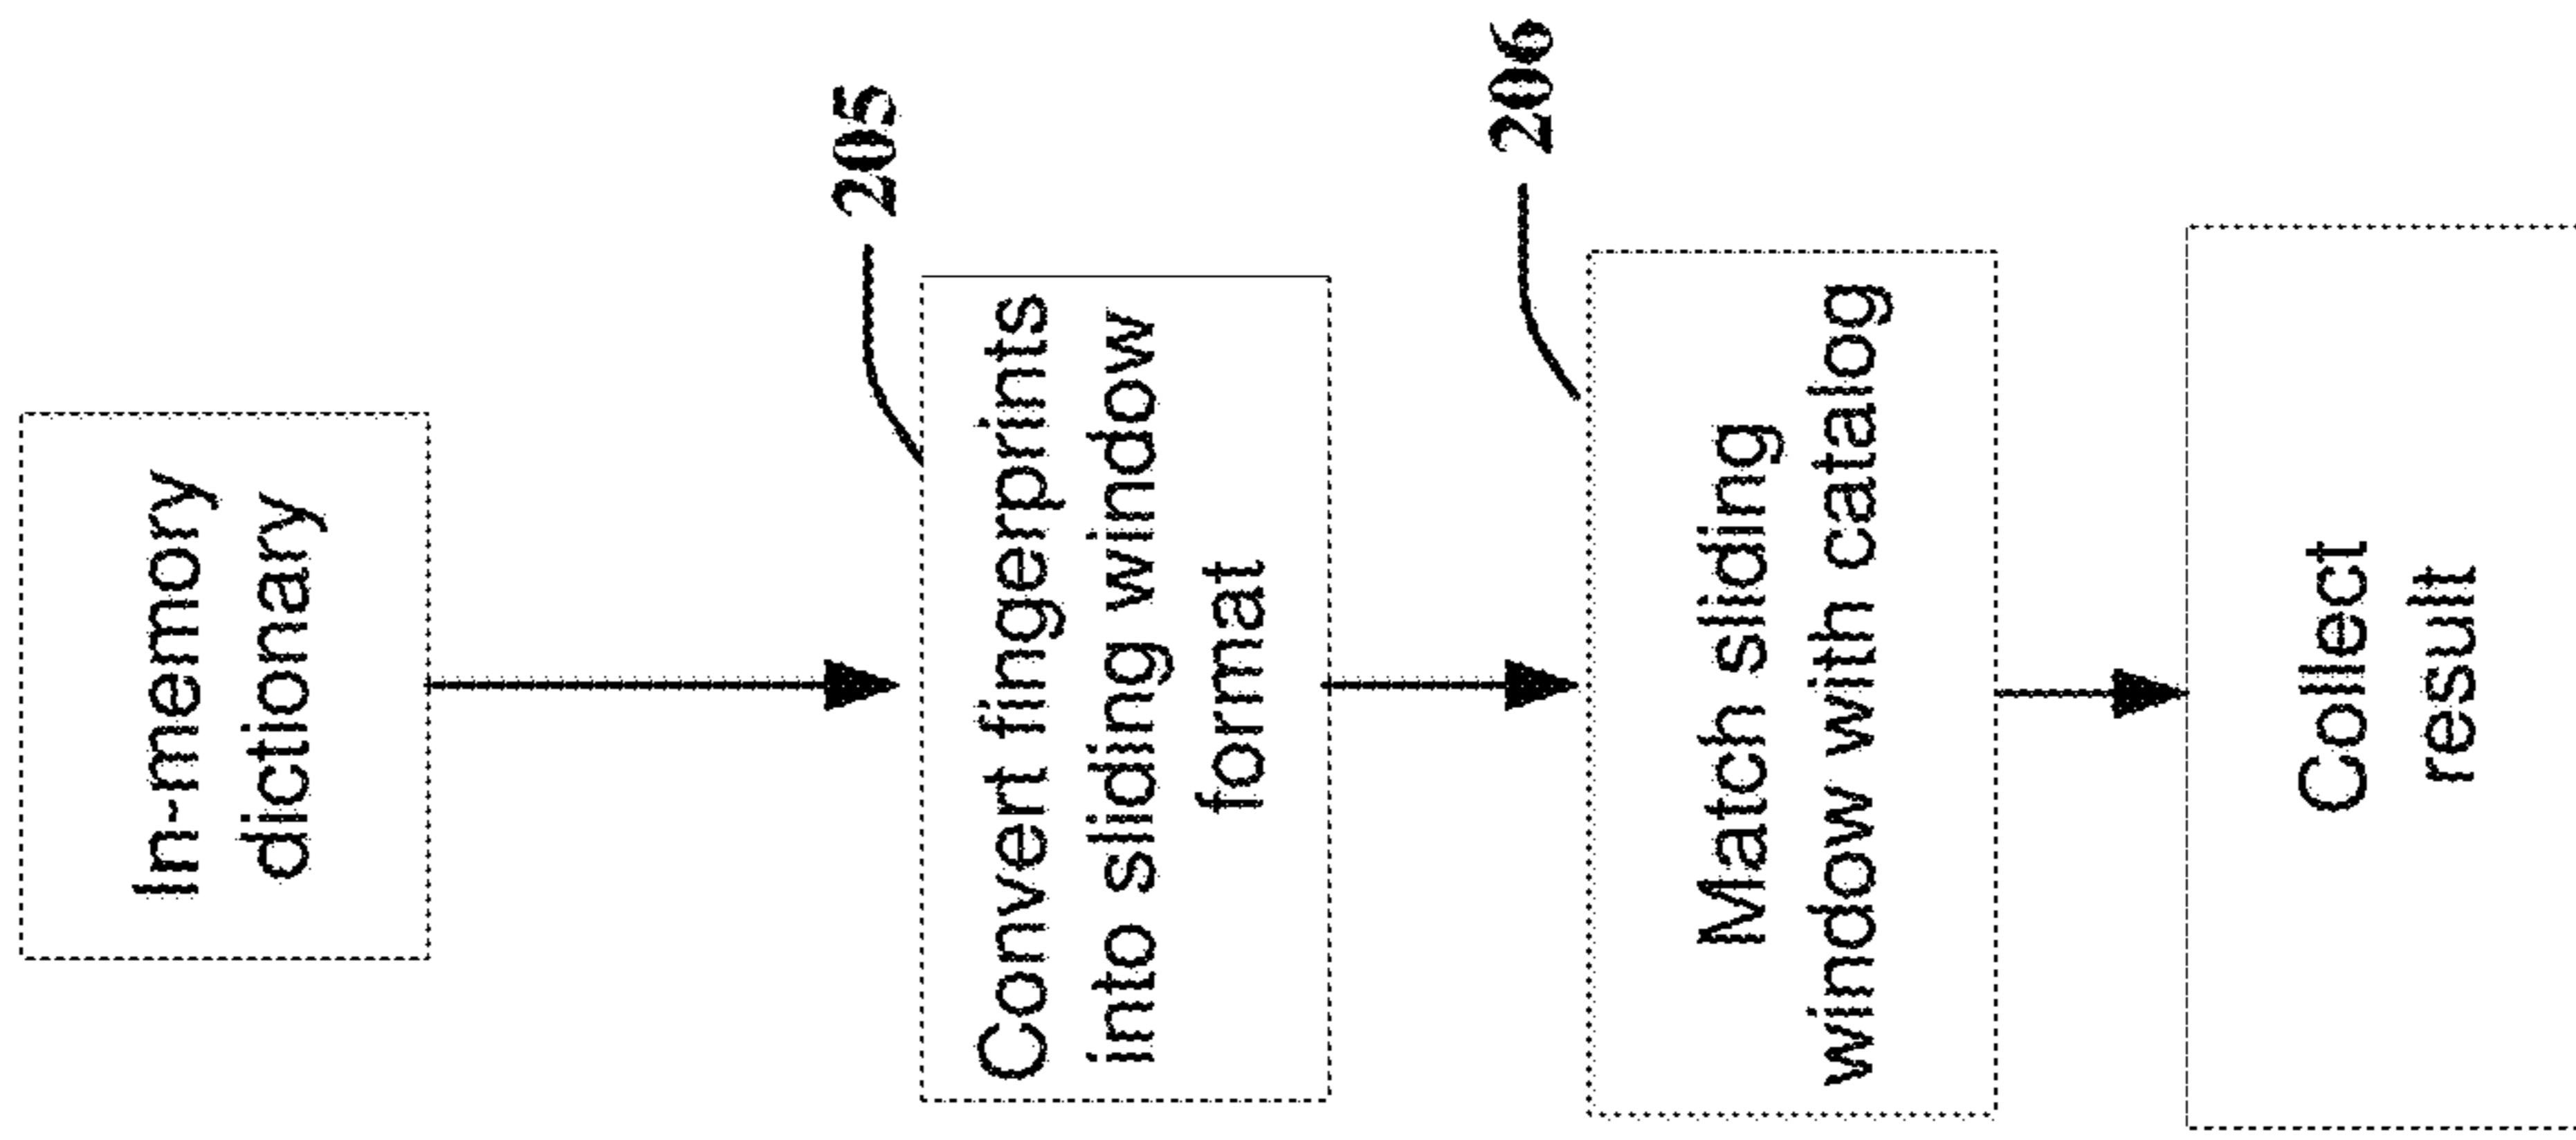 In-memory
dictionary
205
Convert fingerprints
into sliding window
format
206
Match sliding
window with catalog
Collect
result